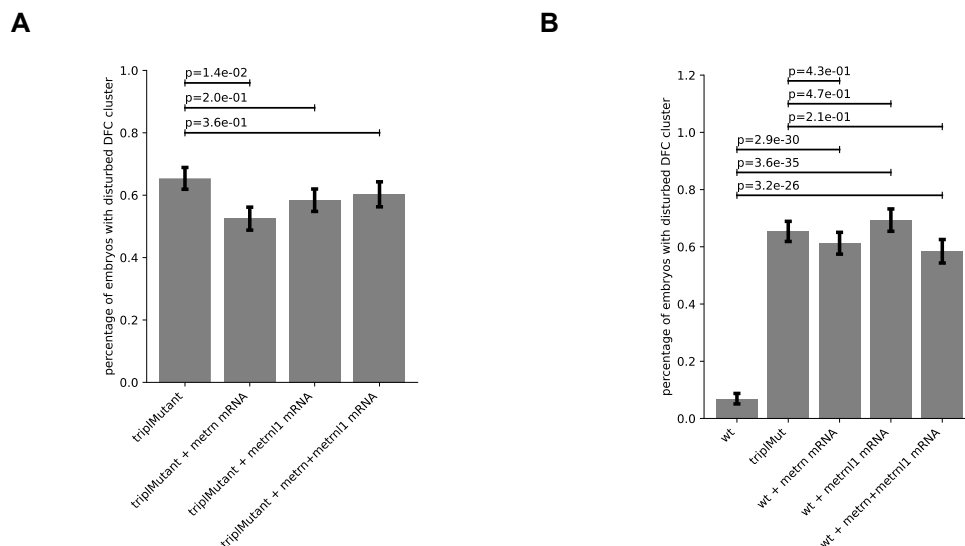 A
percentage of embryos with disturbed DFC cluster
1.0
0.8
0.6
0.4
0.2
0.0
p=1.4e-02
p=2.0e-01
p=3.6e-01
triplMutant
triplMutant + metrn mRNA
triplMutant + metrnl1 mRNA
triplMutant + metrn+metrnl1 mRNA
B
percentage of embryos with disturbed DFC cluster
1.2
1.0
0.8
0.6
0.4
0.2
0.0
p=4.3e-01
p=4.7e-01
p=2.1e-01
p=2.9e-30
p=3.6e-35
p=3.2e-26
wt
triplMut
wt + metrn mRNA
wt + metrnl1 mRNA
wt + metrn+metrnl1 mRNA